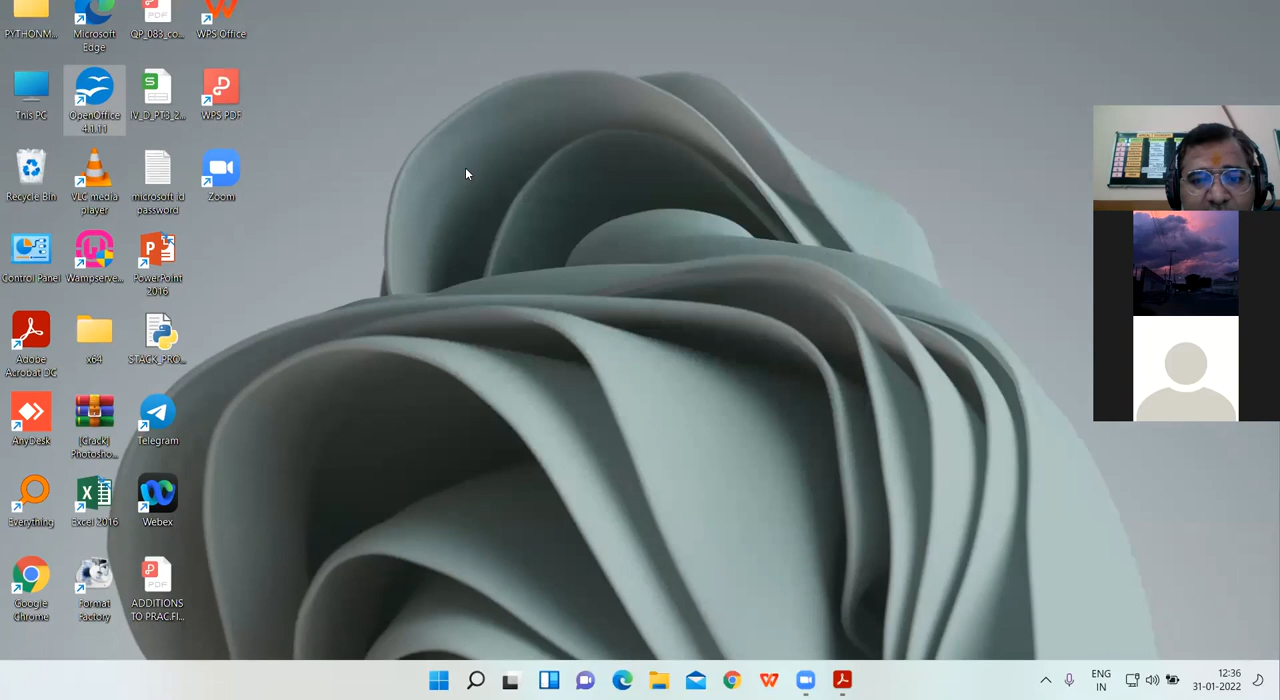 PYTHONM...
Microsoft
Edge
QP_083_co...
WPS Office
This PC
OpenOffice
4.1.11
IV_D_PT3_2...
WPS PDF
Recycle Bin
VLC media
player
microsoft id
password
Zoom
Control Panel
Wampserve...
PowerPoint
2016
Adobe
Acrobat DC
x64
STACK_PRO...
AnyDesk
[Crack]
Photosho...
Telegram
Everything
Excel 2016
Webex
Google
Chrome
Format
Factory
PDF
ADDITIONS
TO PRAC.FI...
ENG
IN
12:36
31-01-2022